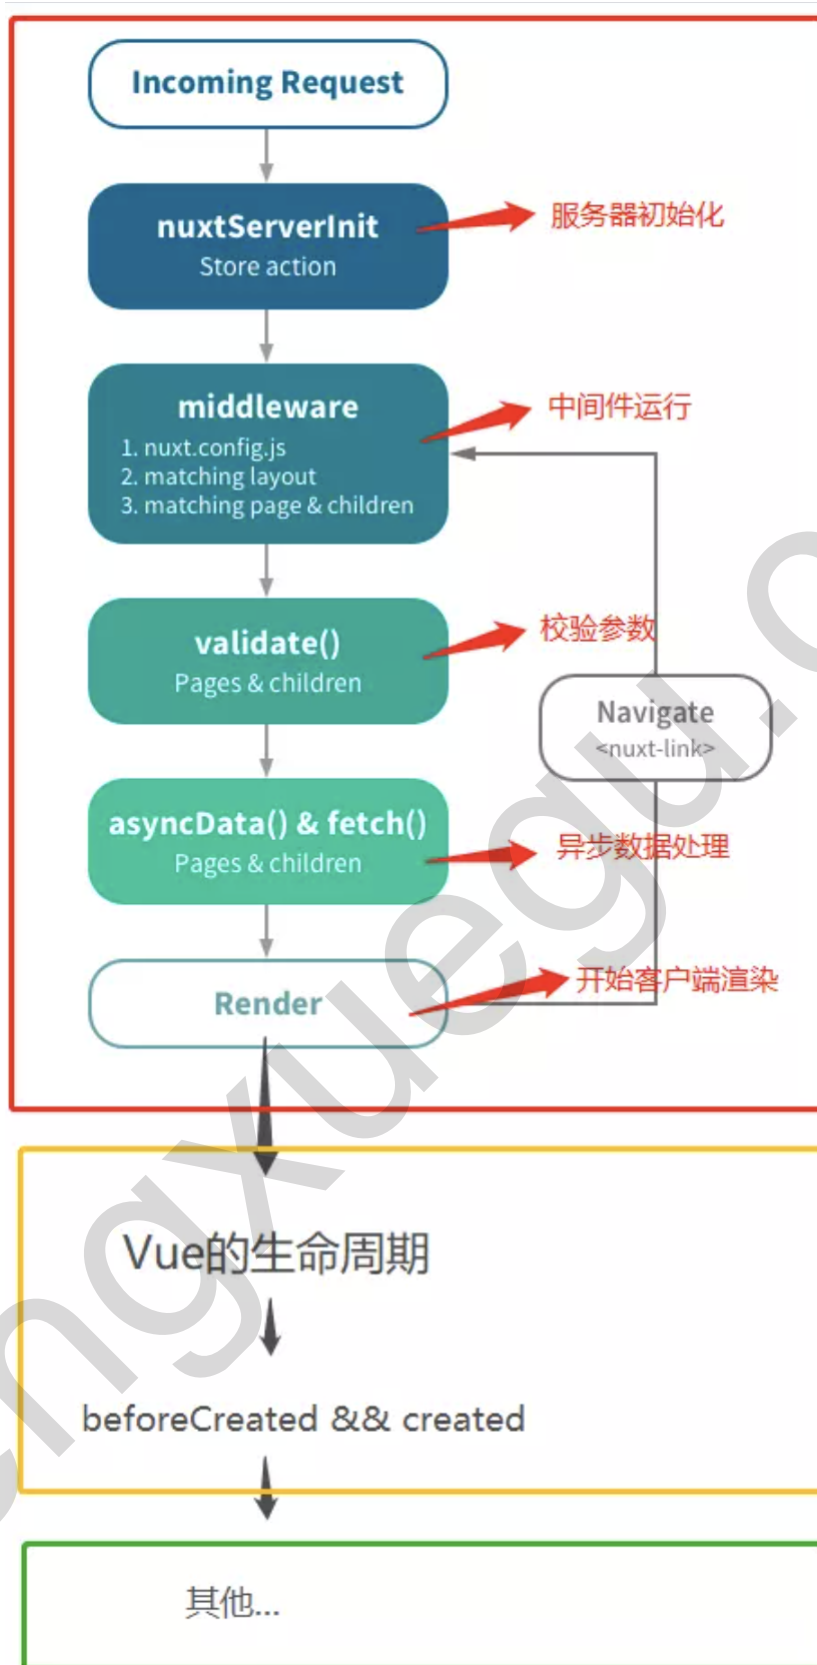 Incoming Request
nuxtServerInit
Store action
服务器初始化
middleware
1. nuxt.config.js
2. matching layout
3. matching page & children
中间件运行
validate()
Pages & children
校验参数
Navigate
<nuxt-link>
asyncData() & fetch()
Pages & children
异步数据处理
Render
开始客户端渲染
Vue的生命周期
beforeCreated && created
其他...